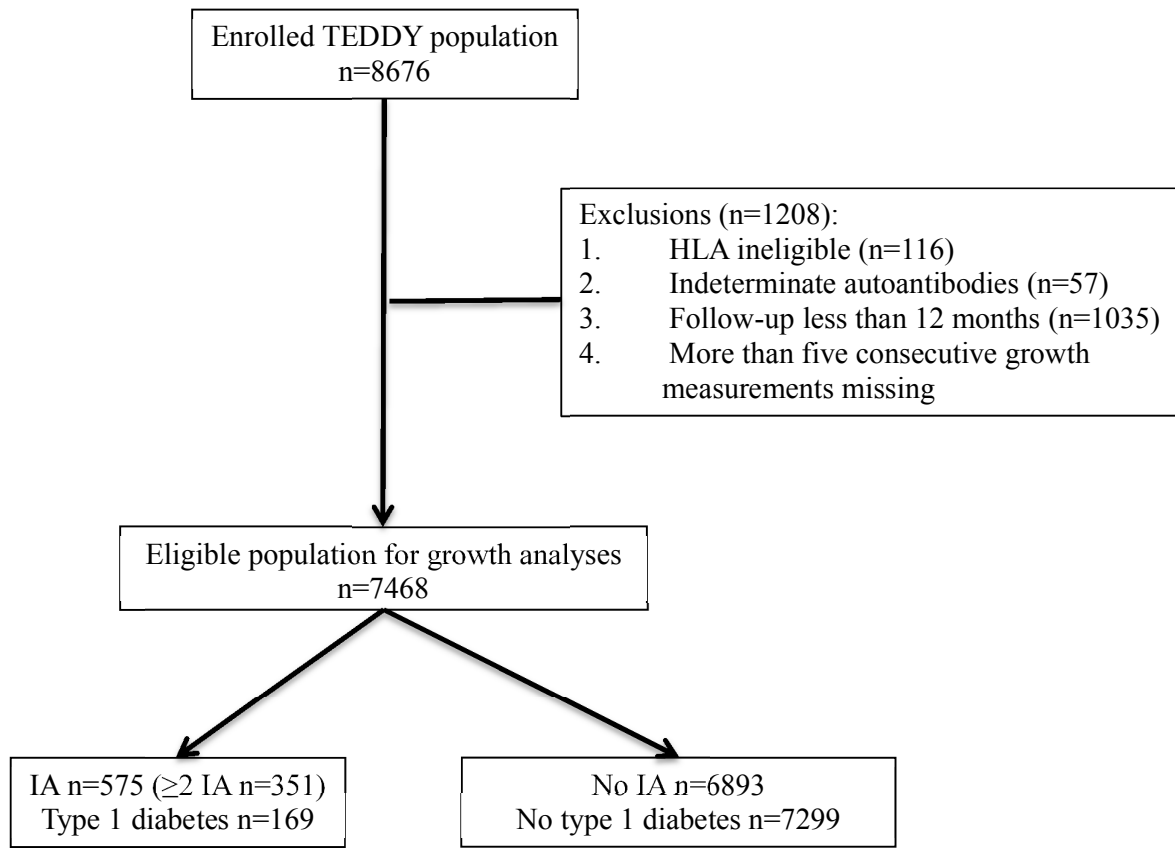 Enrolled TEDDY population
n=8676
Exclusions (n=1208):
1. HLA ineligible (n=116)
2. Indeterminate autoantibodies (n=57)
3. Follow-up less than 12 months (n=1035)
4. More than five consecutive growth
measurements missing
Eligible population for growth analyses
n=7468
IA n=575 (≥2 IA n=351)
Type 1 diabetes n=169
No IA n=6893
No type 1 diabetes n=7299